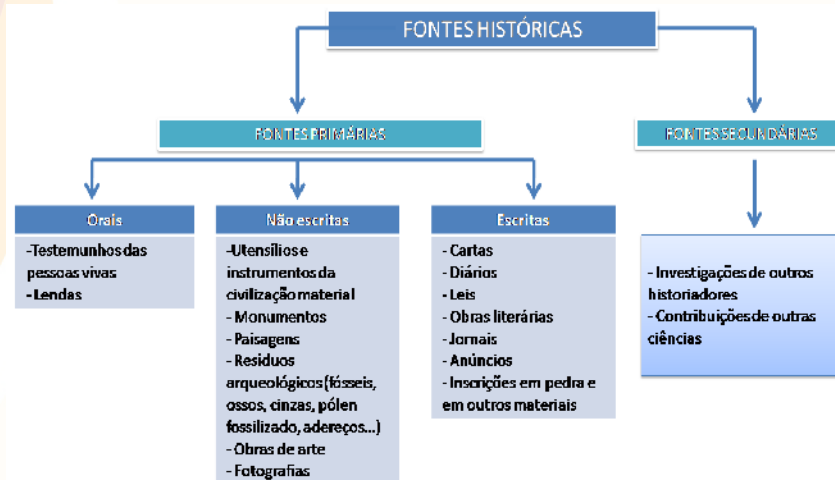 FONTES HISTÓRICAS
FONTES PRIMÁRIAS
FONTES SECUNDÁRIAS
Orais
-Testemunhos das
pessoas vivas
- Lendas
Não escritas
-Utensílios e
instrumentos da
civilização material
- Monumentos
- Paisagens
- Resíduos
arqueológicos (fósseis,
ossos, cinzas, pólen
fossilizado, adereços...)
- Obras de arte
- Fotografias
Escritas
- Cartas
- Diários
- Leis
- Obras literárias
- Jornais
- Anúncios
- Inscrições em pedra e
em outros materiais
- Investigações de outros
historiadores
- Contribuições de outras
ciências